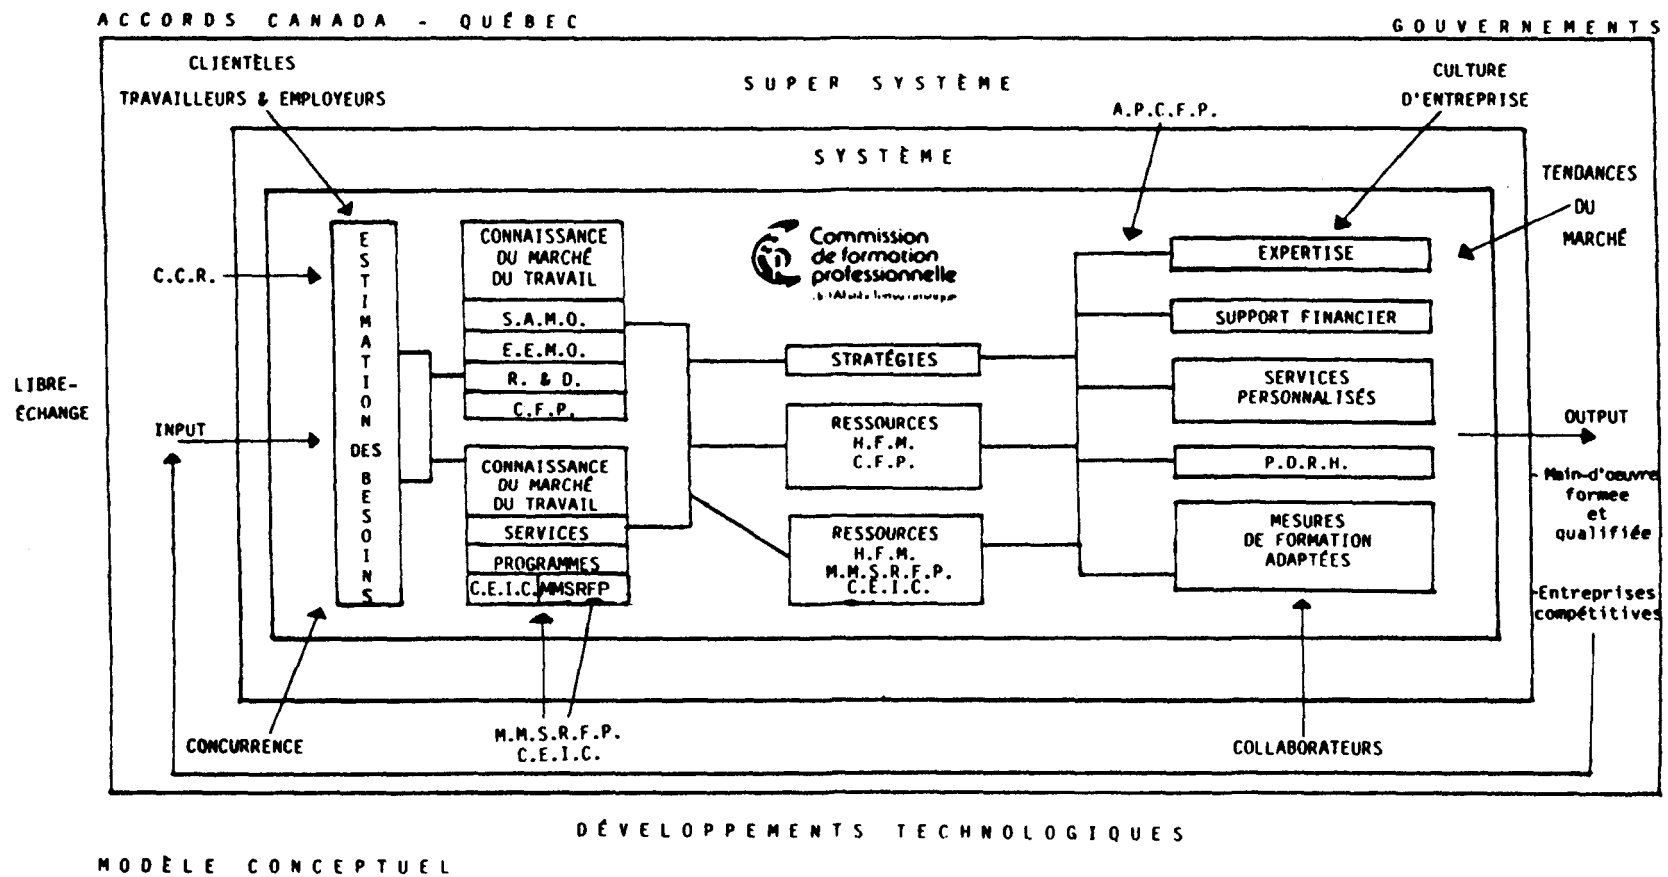 ACCORDS CANADA - QUÉBEC
GOUVERNEMENTS
CLIENTÈLES
TRAVAILLEURS & EMPLOYEURS
SUPER SYSTÈME
CULTURE
D'ENTREPRISE
A.P.C.F.P.
SYSTÈME
TENDANCES
DU
MARCHÉ
C.C.R.
LIBRE-
ÉCHANGE
INPUT
ESTIMATION
DES
BESOINS
CONNAISSANCE
DU MARCHÉ
DU TRAVAIL
S.A.M.O.
E.E.M.O.
R. & D.
C.F.P.
CONNAISSANCE
DU MARCHÉ
DU TRAVAIL
SERVICES
PROGRAMMES
C.E.I.C. MMSRFP
Commission
de formation
professionnelle
STRATÉGIES
RESSOURCES
H.F.M.
C.F.P.
RESSOURCES
H.F.M.
M.M.S.R.F.P.
C.E.I.C.
EXPERTISE
SUPPORT FINANCIER
SERVICES
PERSONNALISÉS
P.D.R.H.
MESURES
DE FORMATION
ADAPTÉES
OUTPUT
- Main-d'oeuvre
formee
et
qualifiée
- Entreprises
compétitives
CONCURRENCE
M.M.S.R.F.P.
C.E.I.C.
COLLABORATEURS
DÉVELOPPEMENTS TECHNOLOGIQUES
MODÈLE CONCEPTUEL